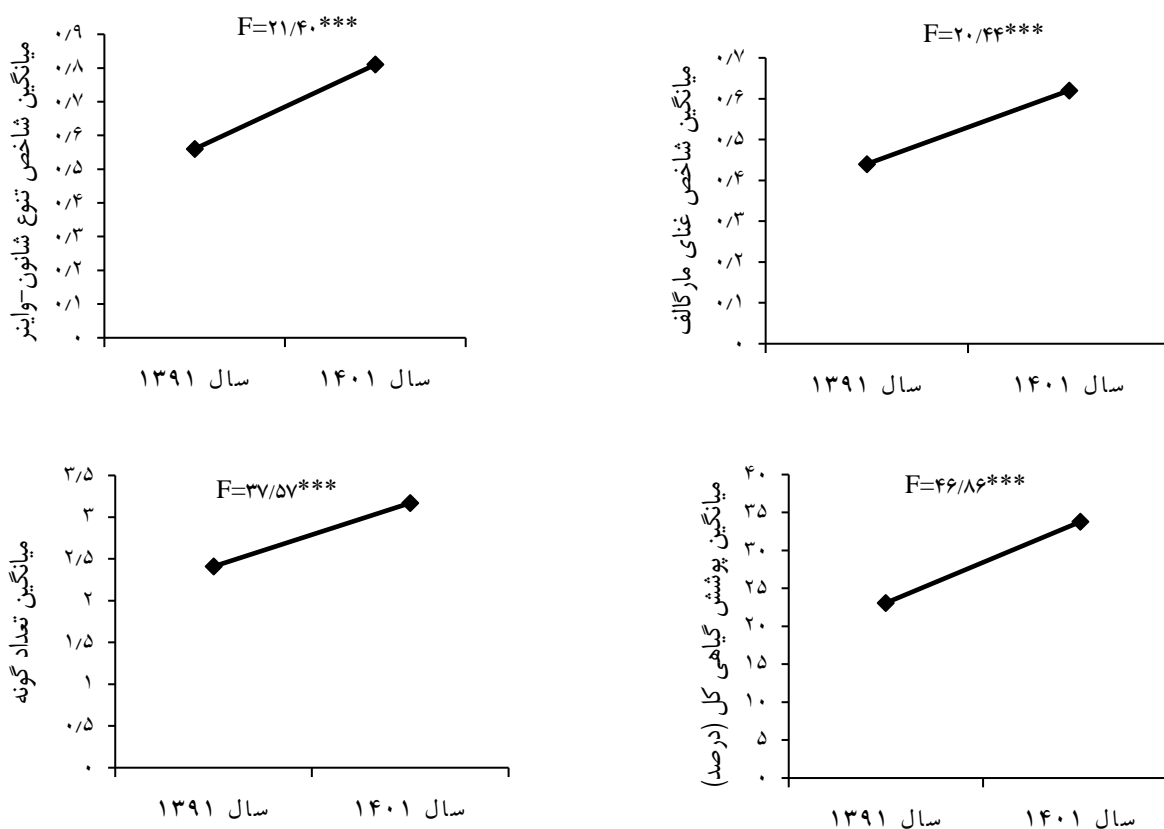 F=۲۱/۴۰***
میانگین شاخص تنوع شانون-واینر
۰/۹
۰/۸
۰/۷
۰/۶
۰/۵
۰/۴
۰/۳
۰/۲
۰/۱
۰
سال ۱۳۹۱
سال ۱۴۰۱
F=۲۰/۴۴***
میانگین شاخص غنای مارگالف
۰/۷
۰/۶
۰/۵
۰/۴
۰/۳
۰/۲
۰/۱
۰
سال ۱۳۹۱
سال ۱۴۰۱
F=۳۷/۵۷***
میانگین تعداد گونه
۳/۵
۳
۲/۵
۲
۱/۵
۱
۰/۵
۰
سال ۱۳۹۱
سال ۱۴۰۱
F=۴۶/۸۶***
میانگین پوشش گیاهی کل (درصد)
۴۰
۳۵
۳۰
۲۵
۲۰
۱۵
۱۰
۵
۰
سال ۱۳۹۱
سال ۱۴۰۱